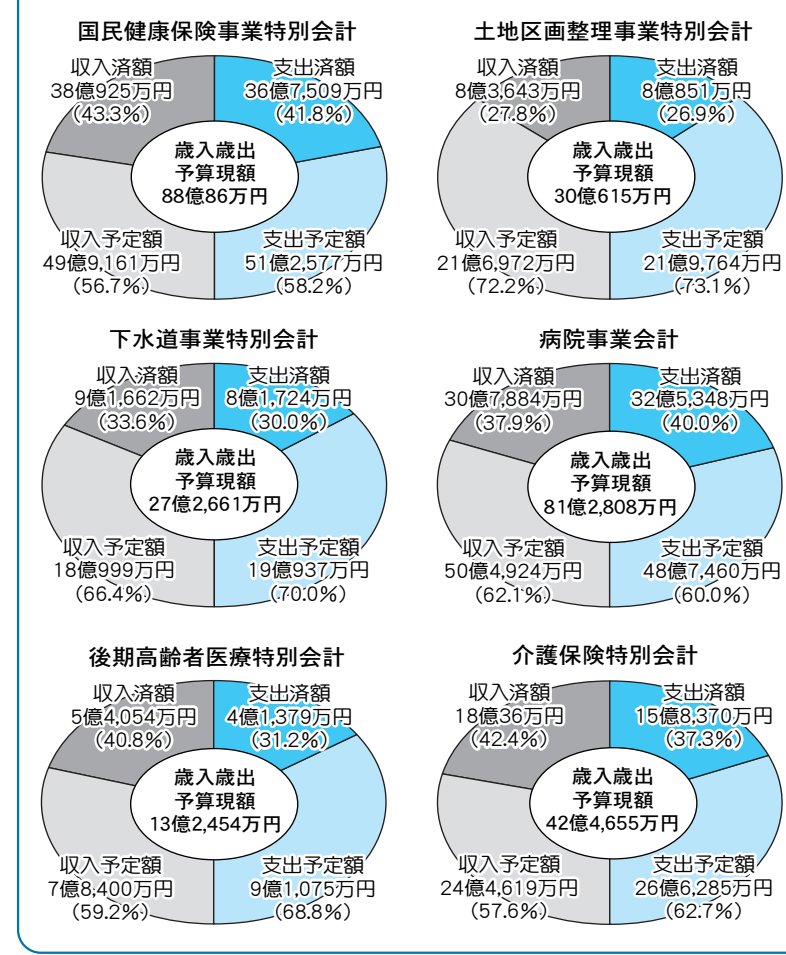 国民健康保険事業特別会計
収入済額
38億925万円
(43.3%)
支出済額
36億7,509万円
(41.8%)
歳入歳出
予算現額
88億86万円
収入予定額
49億9,161万円
(56.7%)
支出予定額
51億2,577万円
(58.2%)
土地区画整理事業特別会計
収入済額
8億3,643万円
(27.8%)
支出済額
8億851万円
(26.9%)
歳入歳出
予算現額
30億615万円
収入予定額
21億6,972万円
(72.2%)
支出予定額
21億9,764万円
(73.1%)
下水道事業特別会計
収入済額
9億1,662万円
(33.6%)
支出済額
8億1,724万円
(30.0%)
歳入歳出
予算現額
27億2,661万円
収入予定額
18億999万円
(66.4%)
支出予定額
19億937万円
(70.0%)
病院事業会計
収入済額
30億7,884万円
(37.9%)
支出済額
32億5,348万円
(40.0%)
歳入歳出
予算現額
81億2,808万円
収入予定額
50億4,924万円
(62.1%)
支出予定額
48億7,460万円
(60.0%)
後期高齢者医療特別会計
収入済額
5億4,054万円
(40.8%)
支出済額
4億1,379万円
(31.2%)
歳入歳出
予算現額
13億2,454万円
収入予定額
7億8,400万円
(59.2%)
支出予定額
9億1,075万円
(68.8%)
介護保険特別会計
収入済額
18億36万円
(42.4%)
支出済額
15億8,370万円
(37.3%)
歳入歳出
予算現額
42億4,655万円
収入予定額
24億4,619万円
(57.6%)
支出予定額
26億6,285万円
(62.7%)